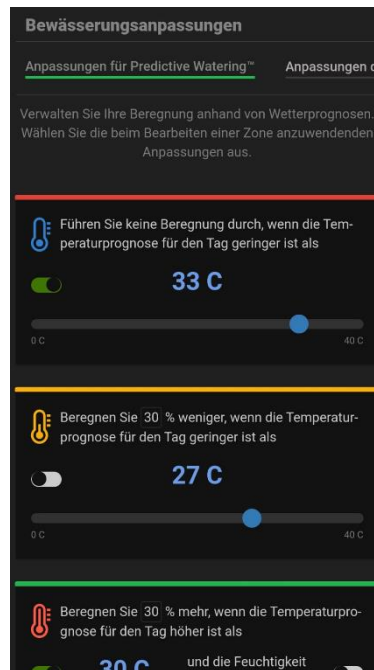 Bewässerungsanpassungen
Anpassungen für Predictive Watering™ Anpassungen
Verwalten Sie Ihre Beregnung anhand von Wetterprognosen.
Wählen Sie die beim Bearbeiten einer Zone anzuwendenden
Anpassungen aus.
Führen Sie keine Beregnung durch, wenn die Tem-
peraturprognose für den Tag geringer ist als
33 C
0 C 40 C
Beregnen Sie 30 % weniger, wenn die Temperatur-
prognose für den Tag geringer ist als
27 C
0 C 40 C
Beregnen Sie 30 % mehr, wenn die Temperaturpro-
gnose für den Tag höher ist als
30 C und die Feuchtigkeit